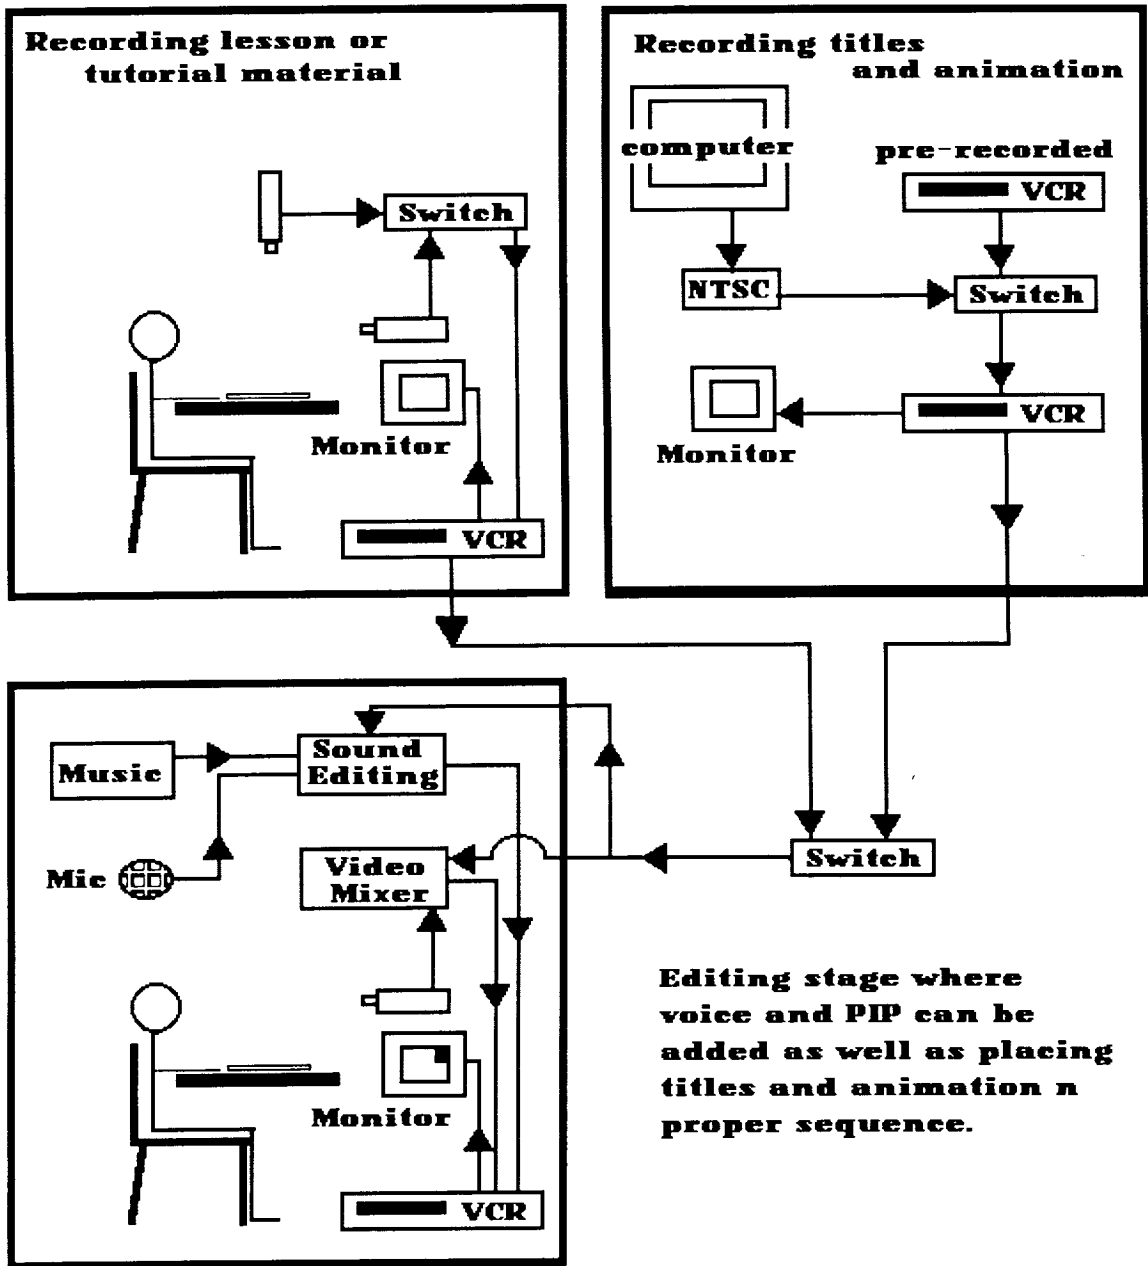 Recording lesson or
tutorial material
Switch
Monitor
VCR
Recording titles
and animation
computer
pre-recorded
VCR
NTSC
Switch
VCR
Monitor
Music
Sound
Editing
Mic
Video
Mixer
Switch
Monitor
VCR
Editing stage where
voice and PIP can be
added as well as placing
titles and animation n
proper sequence.